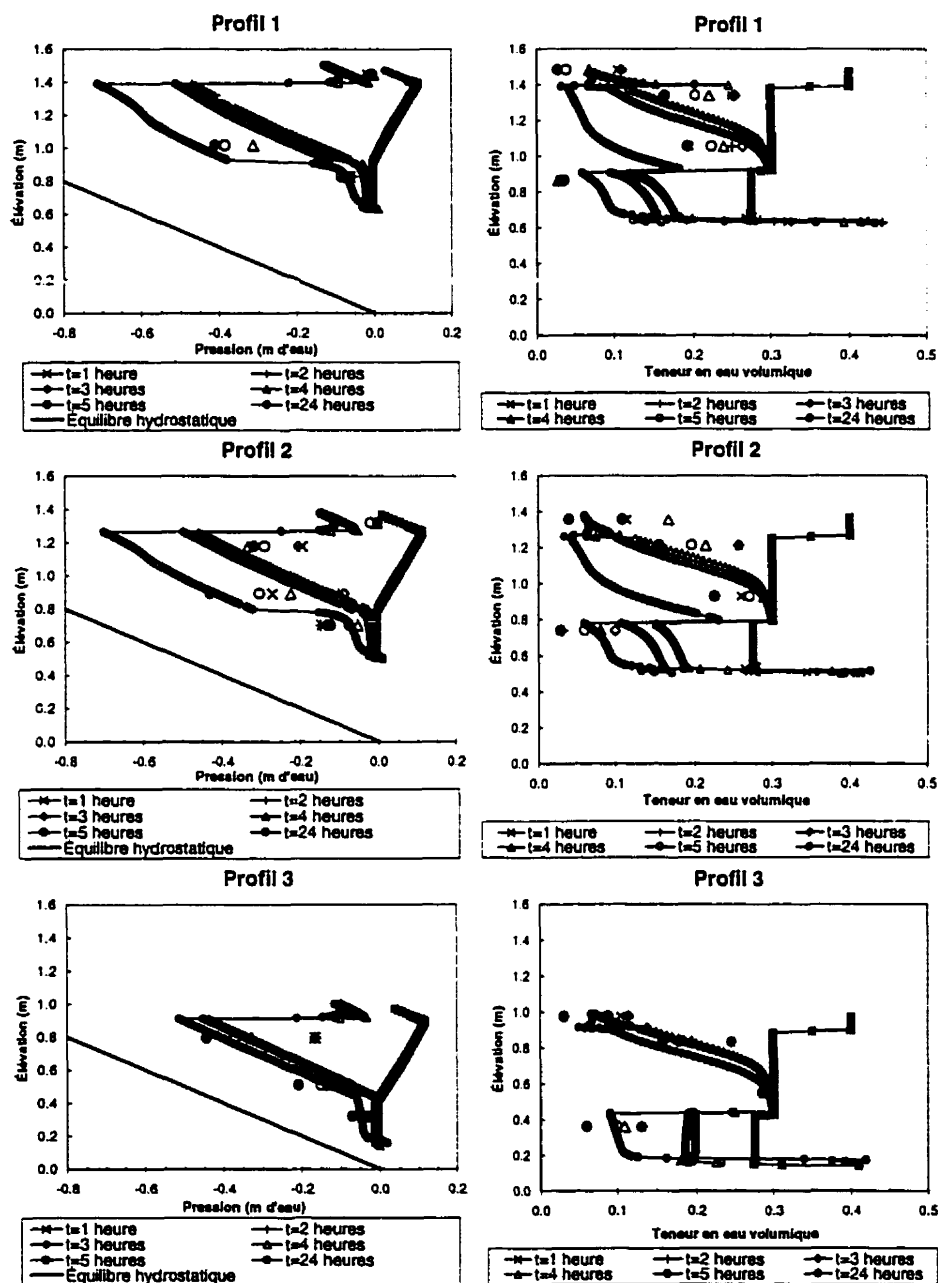 Profil 1
Élévation (m)
1.6
1.4
1.2
1.0
0.8
0.6
0.4
0.2
0.0
-0.8 -0.6 -0.4 -0.2 0.0 0.2
Pression (m d'eau)
t=1 heure t=2 heures
t=3 heures t=4 heures
t=5 heures t=24 heures
Équilibre hydrostatique
Profil 1
Élévation (m)
1.6
1.4
1.2
1.0
0.8
0.6
0.4
0.2
0.0
0.0 0.1 0.2 0.3 0.4 0.5
Teneur en eau volumique
t=1 heure t=2 heures t=3 heures
t=4 heures t=5 heures t=24 heures
Profil 2
Élévation (m)
1.6
1.4
1.2
1.0
0.8
0.6
0.4
0.2
0.0
-0.8 -0.6 -0.4 -0.2 0.0 0.2
Pression (m d'eau)
t=1 heure t=2 heures
t=3 heures t=4 heures
t=5 heures t=24 heures
Équilibre hydrostatique
Profil 2
Élévation (m)
1.6
1.4
1.2
1.0
0.8
0.6
0.4
0.2
0.0
0.0 0.1 0.2 0.3 0.4 0.5
Teneur en eau volumique
t=1 heure t=2 heures t=3 heures
t=4 heures t=5 heures t=24 heures
Profil 3
Élévation (m)
1.6
1.4
1.2
1.0
0.8
0.6
0.4
0.2
0.0
-0.8 -0.6 -0.4 -0.2 0.0 0.2
Pression (m d'eau)
t=1 heure t=2 heures
t=3 heures t=4 heures
t=5 heures t=24 heures
Équilibre hydrostatique
Profil 3
Élévation (m)
1.6
1.4
1.2
1.0
0.8
0.6
0.4
0.2
0.0
0.0 0.1 0.2 0.3 0.4 0.5
Teneur en eau volumique
t=1 heure t=2 heures t=3 heures
t=4 heures t=5 heures t=24 heures